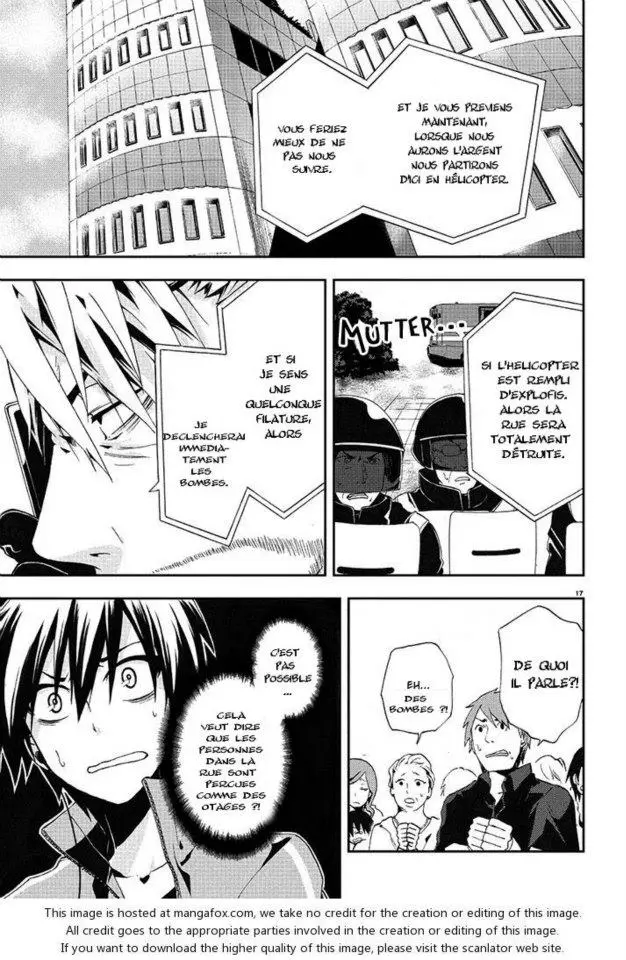 ET JE VOUS PREVIENS
MAINTENANT,
LORSQUE NOUS
AURONS L'ARGENT
NOUS PARTIRONS
D'ICI EN HÉLICOPTER.
VOUS FERIEZ
MIEUX DE NE
PAS NOUS
SUIVRE.
MUTTER...
SI L'HELICOPTER
EST REMPLI
D'EXPLOFIS.
ALORS LA
RUE SERA
TOTALEMENT
DÉTRUITE.
ET SI
JE SENS
UNE
QUELCONQUE
FILATURE,
ALORS
JE
DECLENCHERAI
IMMEDIA-
TEMENT
LES
BOMBES.
17
DE QUOI
IL PARLE?!
EH...
DES
BOMBES ?!
C'EST
PAS
POSSIBLE
...
CELA
VEUT DIRE
QUE LES
PERSONNES
DANS LA
RUE SONT
PERCUES
COMME DES
OTAGES ?!
This image is hosted at mangafox.com, we take no credit for the creation or editing of this image.
All credit goes to the appropriate parties involved in the creation or editing of this image.
If you want to download the higher quality of this image, please visit the scanlator web site.